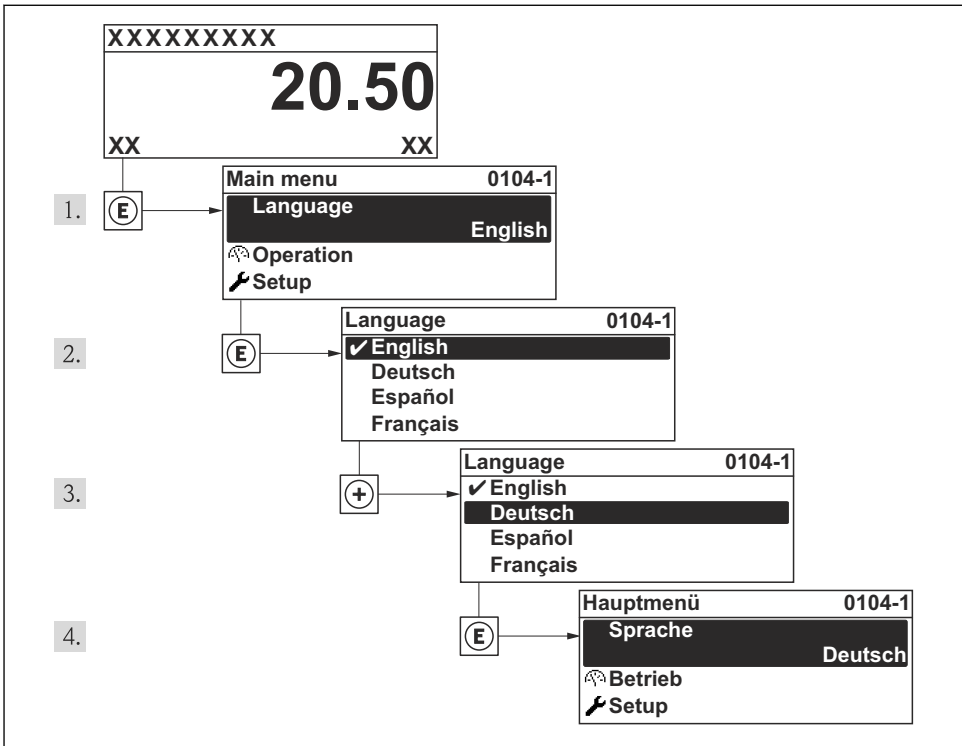 XXXXXXXXX
20.50
XX XX
1. E
Main menu 0104-1
Language
English
Operation
Setup
2. E
Language 0104-1
✔ English
Deutsch
Español
Français
3. +
Language 0104-1
✔ English
Deutsch
Español
Français
4. E
Hauptmenü 0104-1
Sprache
Deutsch
Betrieb
Setup